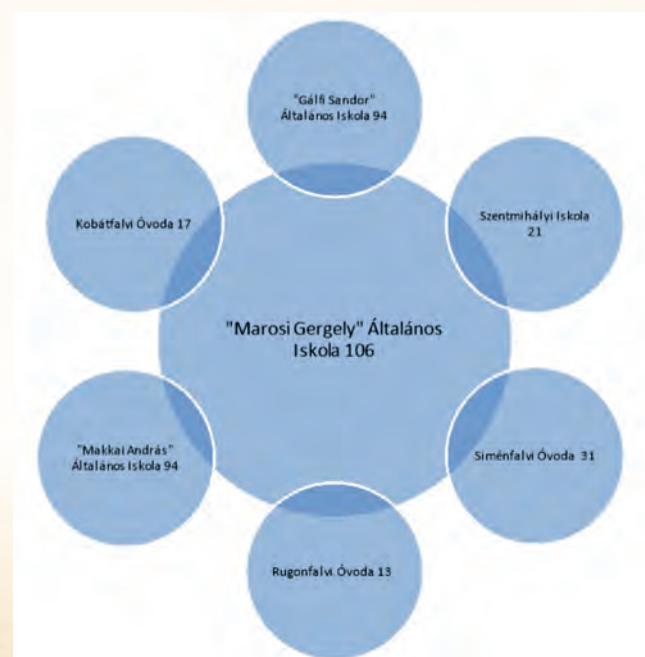 "Gálfi Sandor"
Általános Iskola 94
Szentmihályi Iskola
21
Kobátfalvi Óvoda 17
"Marosi Gergely" Általános
Iskola 106
"Makkai András"
Általános Iskola 94
Siménfalvi Óvoda 31
Rugonfalvi Óvoda 13